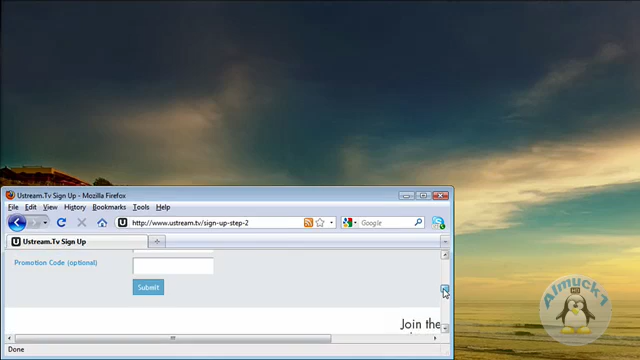 Ustream.Tv Sign Up - Mozilla Firefox
File Edit View History Bookmarks Tools Help
http://www.ustream.tv/sign-up-step-2
Google
Ustream.Tv Sign Up
Promotion Code (optional)
Submit
Join the
Done
Almuck1